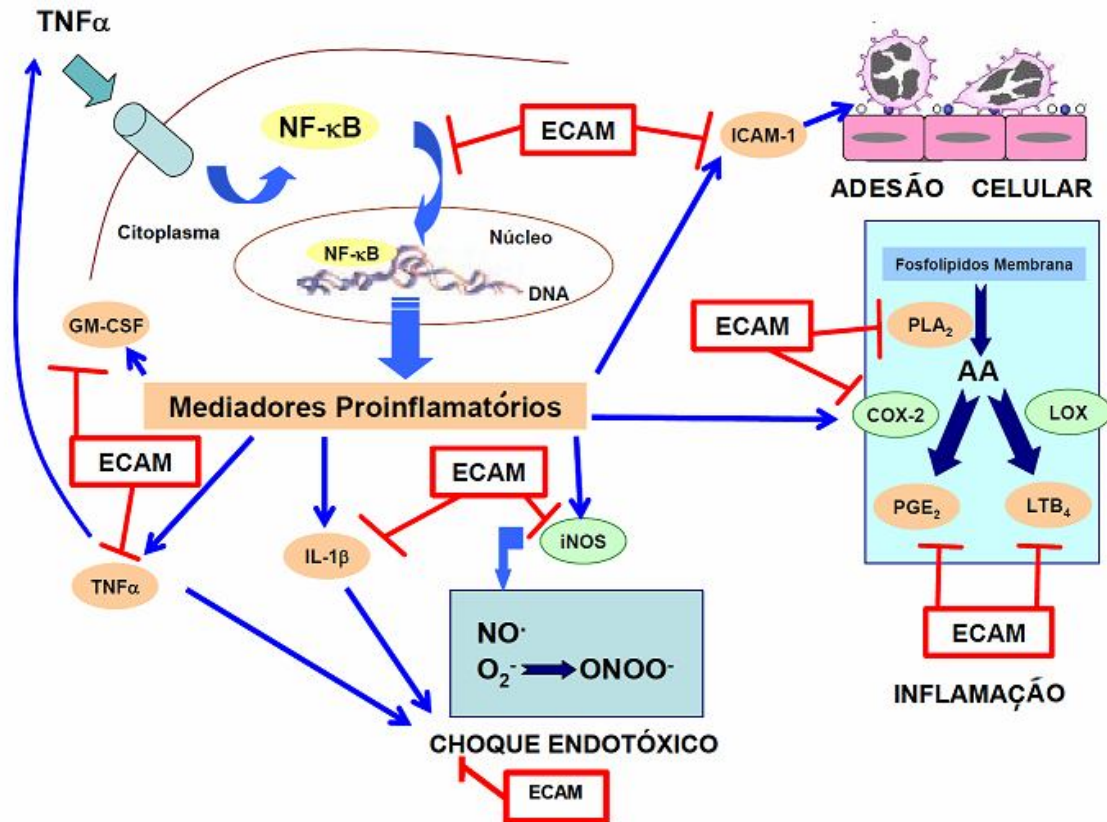 TNFα
NF-κB
ECAM
ICAM-1
ADESÃO CELULAR
Citoplasma
Núcleo
NF-κB
DNA
Fosfolípidos Membrana
GM-CSF
ECAM
PLA₂
AA
Mediadores Proinflamatórios
COX-2
LOX
ECAM
ECAM
PGE₂
LTB₄
IL-1β
iNOS
TNFα
NO·
O₂⁻ ONOO⁻
ECAM
INFLAMAÇÃO
CHOQUE ENDOTÓXICO
ECAM